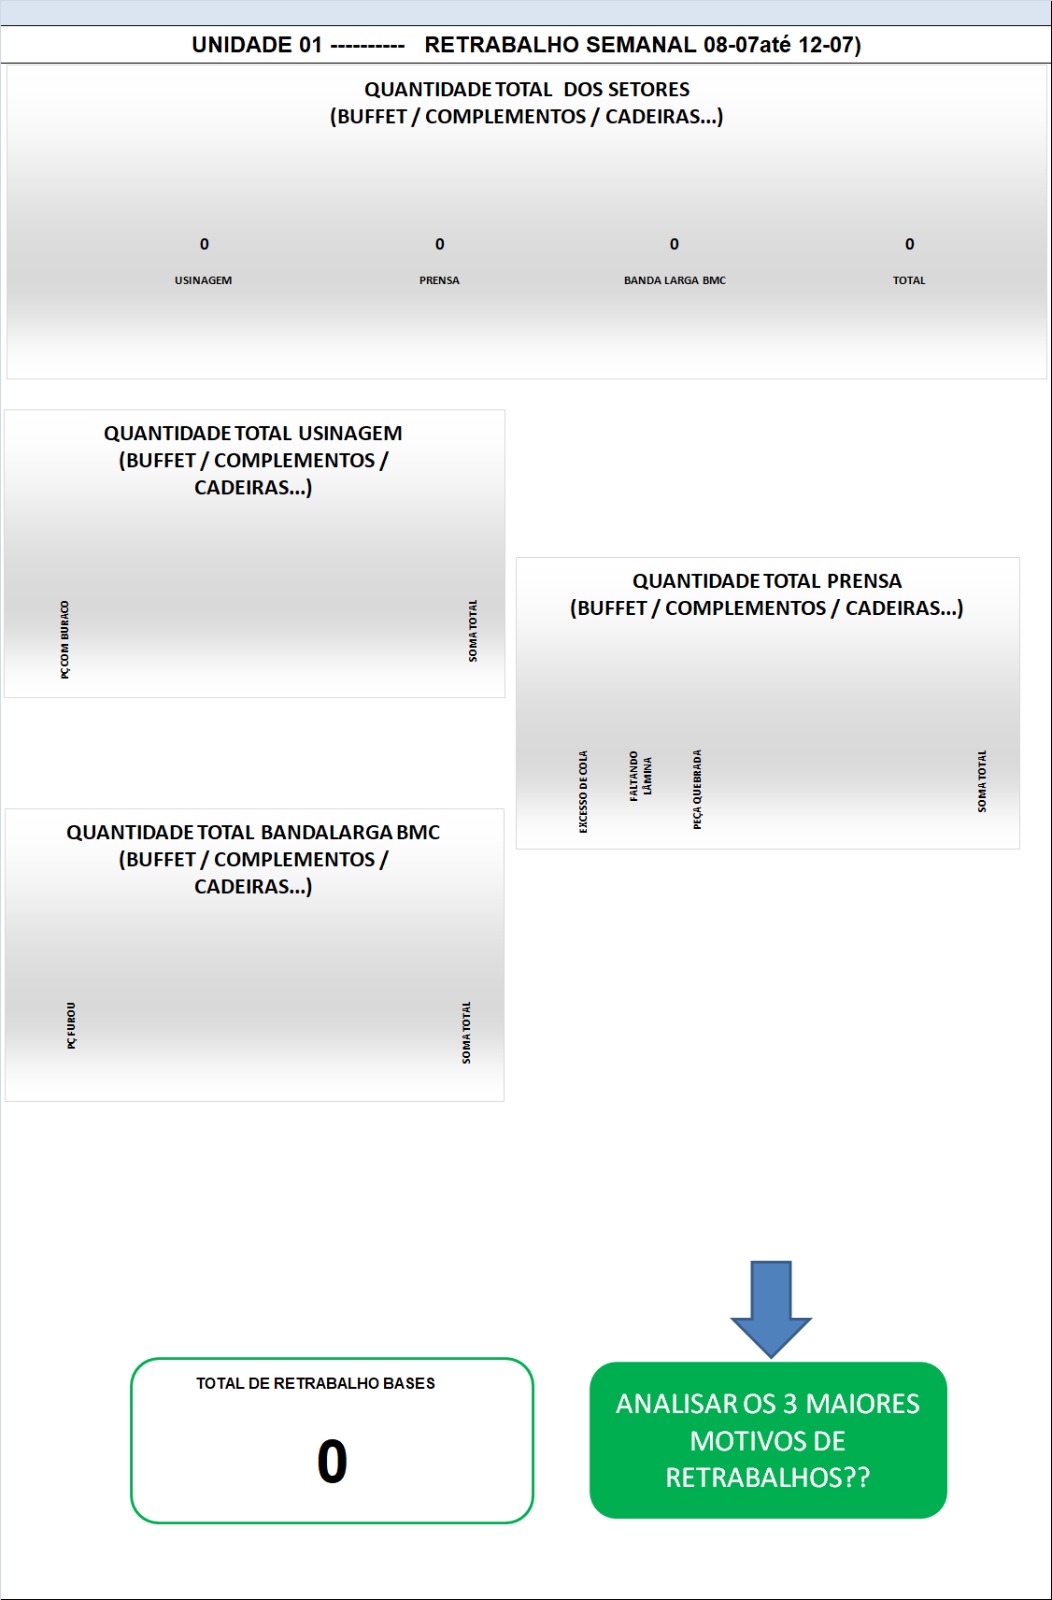 UNIDADE 01 ---------- RETRABALHO SEMANAL 08-07até 12-07)
QUANTIDADE TOTAL DOS SETORES
(BUFFET / COMPLEMENTOS / CADEIRAS...)
0 0 0 0
USINAGEM PRENSA BANDA LARGA BMC TOTAL
QUANTIDADE TOTAL USINAGEM
(BUFFET / COMPLEMENTOS /
CADEIRAS...)
PÇ COM BURACO
SOMA TOTAL
QUANTIDADE TOTAL PRENSA
(BUFFET / COMPLEMENTOS / CADEIRAS...)
EXCESSO DE COLA
FALTANDO
LÂMINA
PEÇA QUEBRADA
SOMA TOTAL
QUANTIDADE TOTAL BANDALARGA BMC
(BUFFET / COMPLEMENTOS /
CADEIRAS...)
PÇ FUROU
SOMA TOTAL
TOTAL DE RETRABALHO BASES
0
ANALISAR OS 3 MAIORES
MOTIVOS DE
RETRABALHOS??